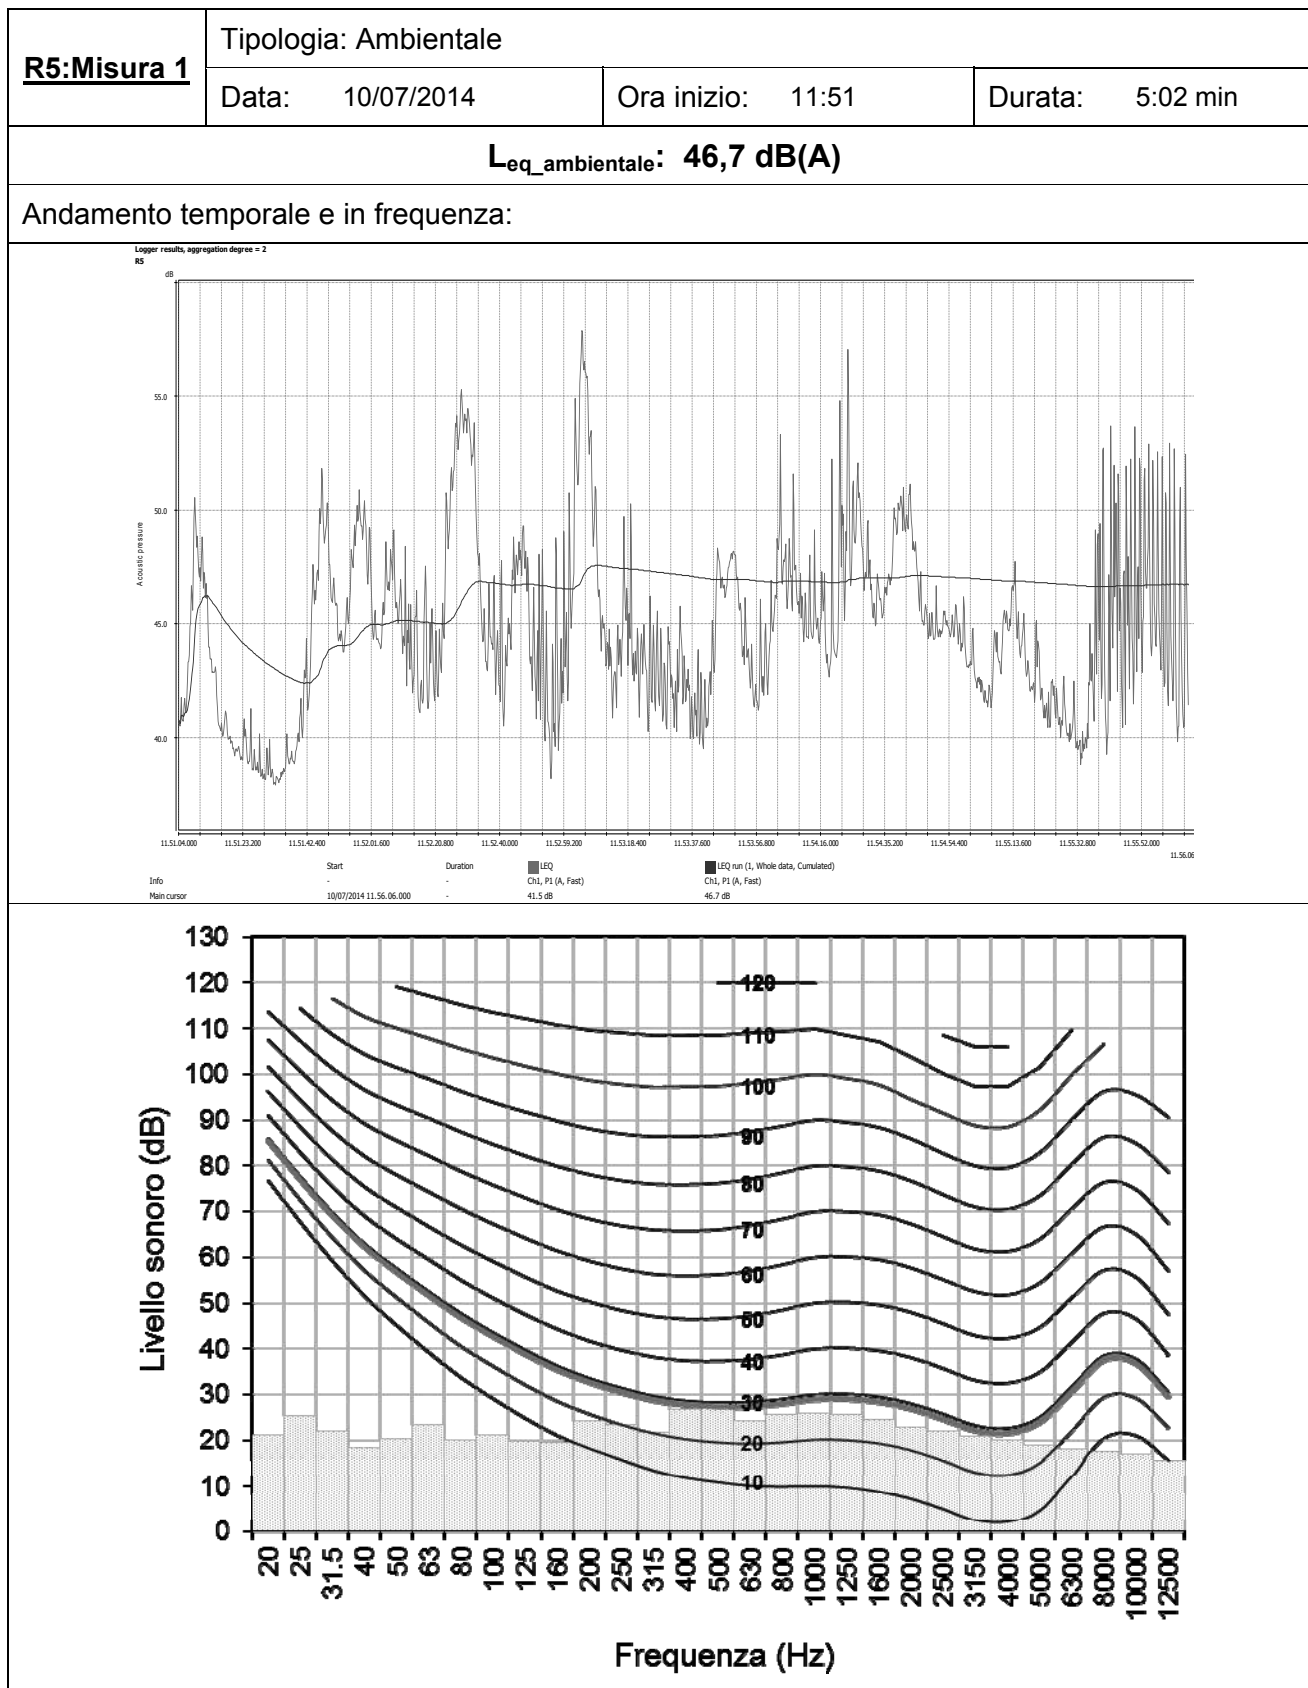 R5:Misura 1
Tipologia: Ambientale
Data: 10/07/2014
Ora inizio: 11:51
Durata: 5:02 min
Leq_ambientale: 46,7 dB(A)
Andamento temporale e in frequenza:
Logger results, aggregation degree = 2
R5
dB
55.0
50.0
45.0
40.0
Acoustic pressure
11.51.04.000 11.51.23.200 11.51.42.400 11.52.01.600 11.52.20.800 11.52.40.000 11.52.59.200 11.53.18.400 11.53.37.600 11.53.56.800 11.54.16.000 11.54.35.200 11.54.54.400 11.55.13.600 11.55.32.800 11.55.52.000
11.56.06
Start Duration LEQ LEQ run (1, Whole data, Cumulated)
Info - - Ch1, P1 (A, Fast) Ch1, P1 (A, Fast)
Main cursor 10/07/2014 11.56.06.000 - 41.5 dB 46.7 dB
130
120
110
100
90
80
70
60
50
40
30
20
10
0
Livello sonoro (dB)
120
110
100
90
80
70
60
50
40
30
20
10
20 25 31.5 40 50 63 80 100 125 160 200 250 315 400 500 630 800 1000 1250 1600 2000 2500 3150 4000 5000 6300 8000 10000 12500
Frequenza (Hz)